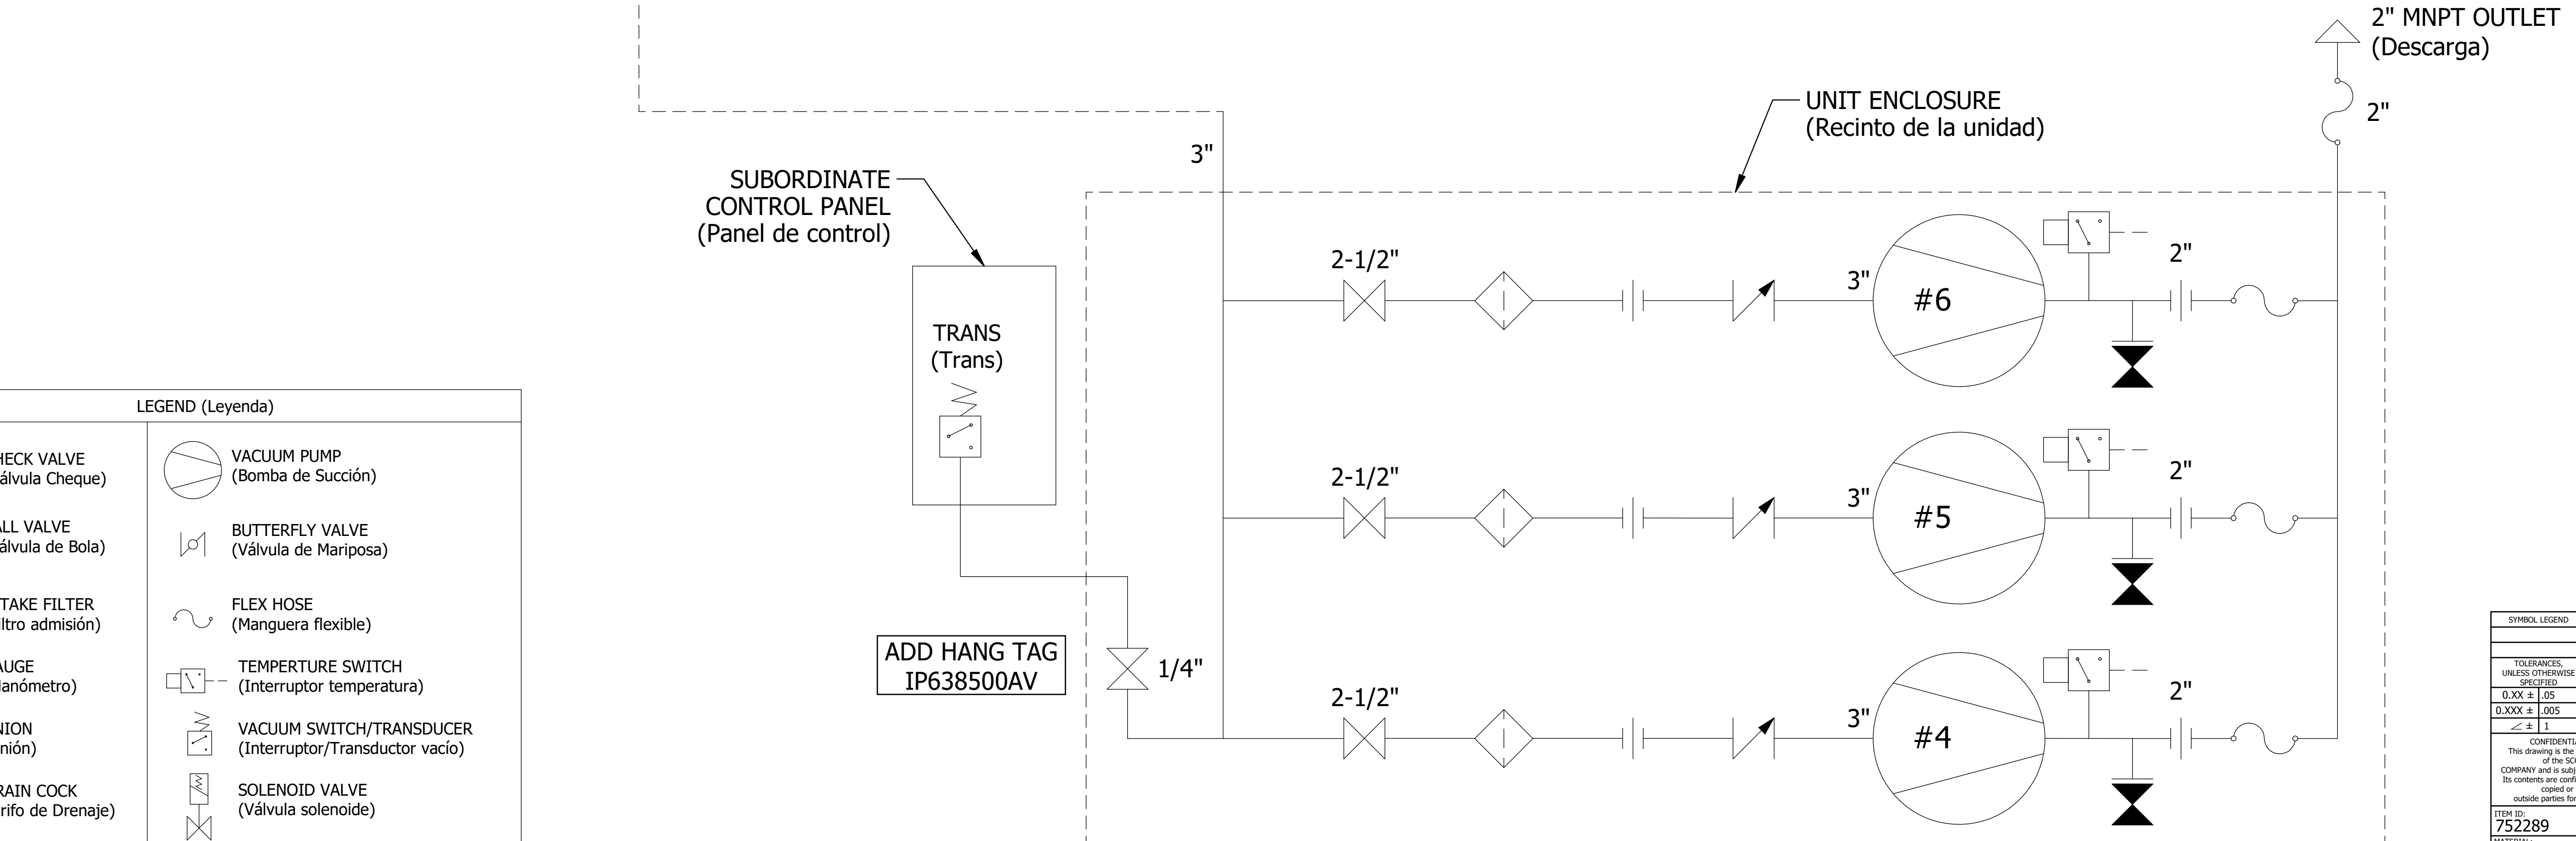 2" MNPT OUTLET
(Descarga)
2"
UNIT ENCLOSURE
(Recinto de la unidad)
3"
SUBORDINATE
CONTROL PANEL
(Panel de control)
TRANS
(Trans)
2-1/2"
3"
#6
2"
2-1/2"
3"
#5
2"
ADD HANG TAG
IP638500AV
1/4"
2-1/2"
3"
#4
2"
LEGEND (Leyenda)
HECK VALVE
álvula Cheque)
ALL VALVE
álvula de Bola)
TAKE FILTER
iltro admisión)
AUGE
anómetro)
NION
nión)
RAIN COCK
rifo de Drenaje)
VACUUM PUMP
(Bomba de Succión)
BUTTERFLY VALVE
(Válvula de Mariposa)
FLEX HOSE
(Manguera flexible)
TEMPERTURE SWITCH
(Interruptor temperatura)
VACUUM SWITCH/TRANSDUCER
(Interruptor/Transductor vacío)
SOLENOID VALVE
(Válvula solenoide)
SYMBOL LEGEND
TOLERANCES,
UNLESS OTHERWISE
SPECIFIED
0.XX ± .05
0.XXX ± .005
∠ ± 1
CONFIDENTIA
This drawing is the
of the SC
COMPANY and is subj
Its contents are confi
copied or
outside parties for
ITEM ID:
752289
MATERIAL: